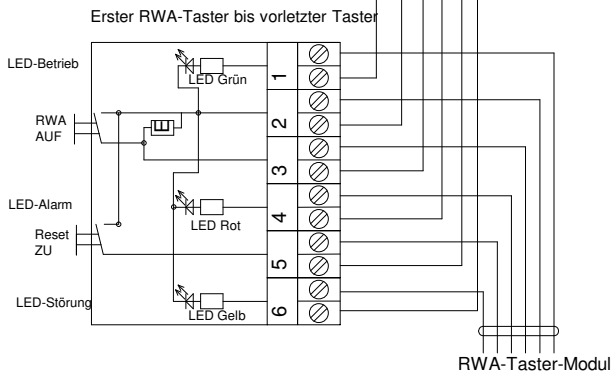 Erster RWA-Taster bis vorletzter Taster
LED-Betrieb
LED Grün
1
RWA
AUF
E
2
3
LED-Alarm
LED Rot
4
Reset
ZU
5
LED-Störung
LED Gelb
6
RWA-Taster-Modul